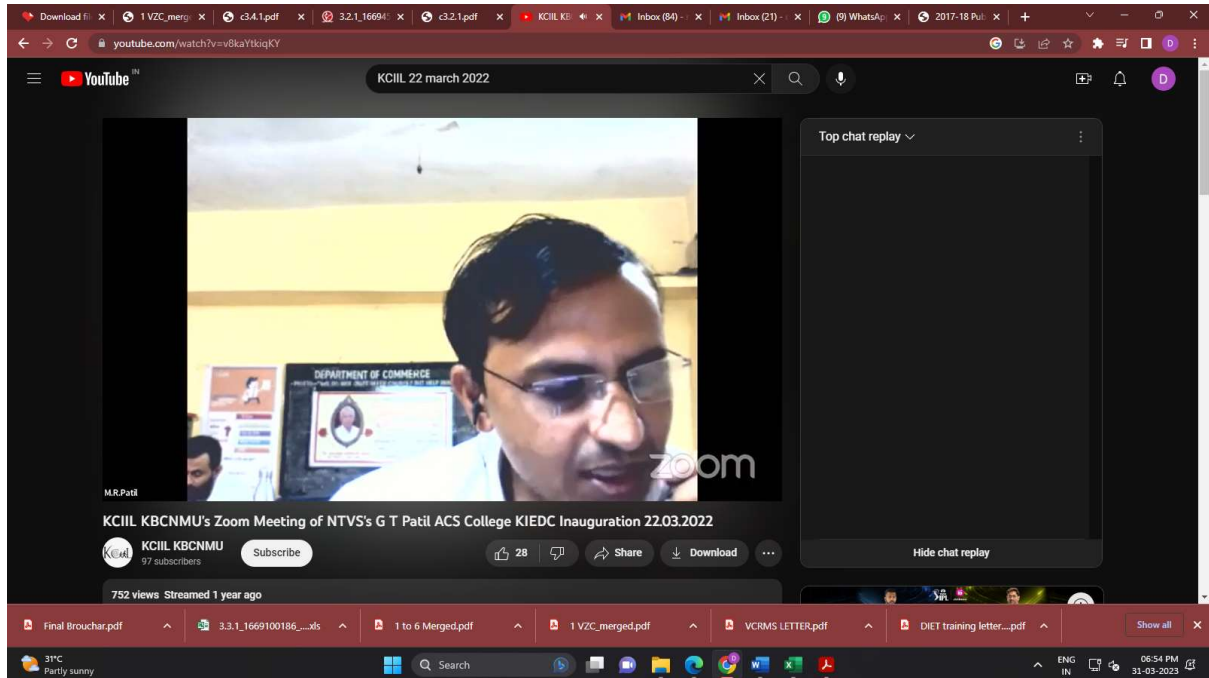 Download fil
1 VZC_merg
c3.4.1.pdf
3.2.1_16694
c3.2.1.pdf
KCIIL KB
Inbox (84) -
Inbox (21) -
(9) WhatsAp
2017-18 Pub
youtube.com/watch?v=v8kaYtkiqKY
D
YouTube IN
KCIIL 22 march 2022
D
Top chat replay
DEPARTMENT OF COMMERCE
zoom
M.R.Patil
KCIIL KBCNMU's Zoom Meeting of NTVS's G T Patil ACS College KIEDC Inauguration 22.03.2022
KCIIL KBCNMU
97 subscribers
Subscribe
28
Share
Download
Hide chat replay
752 views Streamed 1 year ago
Final Brouchar.pdf
3.3.1_1669100186_....xls
1 to 6 Merged.pdf
1 VZC_merged.pdf
VCRMS LETTER.pdf
DIET training letter....pdf
Show all
31°C
Partly sunny
Search
ENG
IN
06:54 PM
31-03-2023